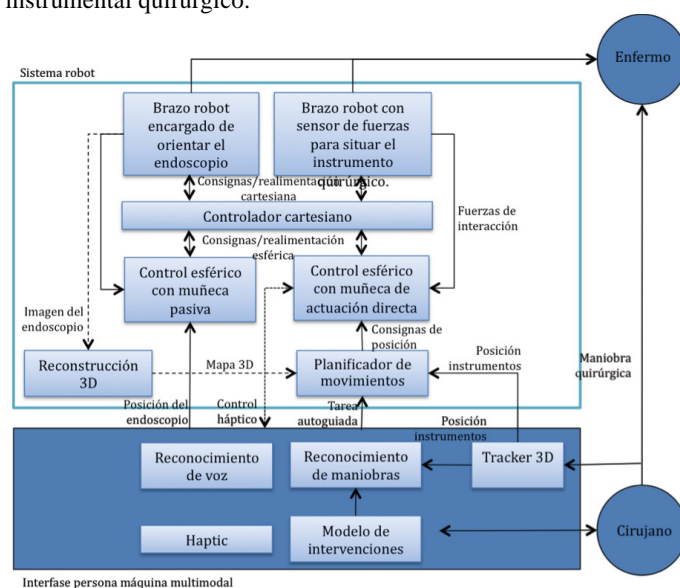 instrumental quirúrgico.
Enfermo
Sistema robot
Brazo robot
encargado de
orientar el
endoscopio
Brazo robot con
sensor de fuerzas
para situar el
instrumento
quirúrgico.
Consignas/realimentación
cartesiana
Controlador cartesiano
Fuerzas de
interacción
Consignas/realimentación
esférica
Control esférico
con muñeca
pasiva
Control esférico
con muñeca de
actuación directa
Imagen del
endoscopio
Consignas de
posición
Reconstrucción
3D
Mapa 3D
Planificador de
movimientos
Posición
instrumentos
Maniobra
quirúrgica
Posición del
endoscopio
Control
háptico
Tarea
autoguiada
Posición
instrumentos
Reconocimiento
de voz
Reconocimiento
de maniobras
Tracker 3D
Haptic
Modelo de
intervenciones
Cirujano
Interfase persona máquina multimodal